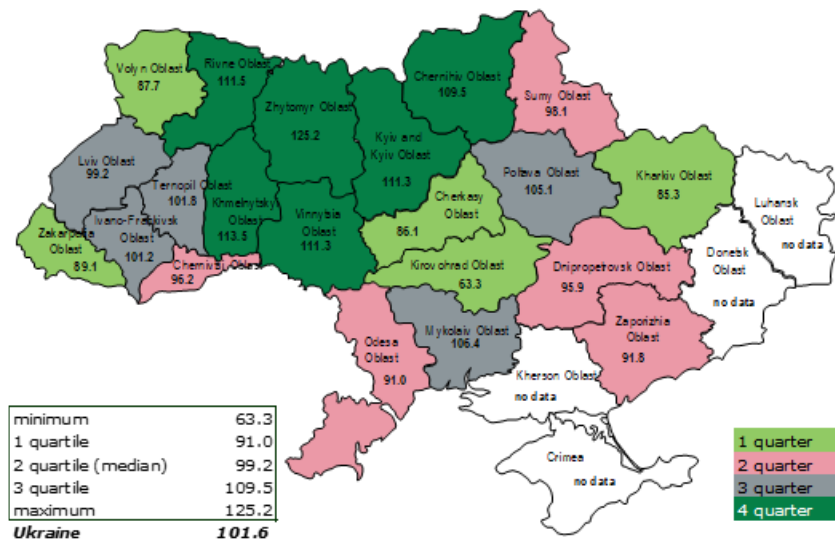 Volyn Oblast
87.7
Rivne Oblast
111.5
Zhytomyr Oblast
125.2
Kyiv and
Kyiv Oblast
111.3
Chernihiv Oblast
109.5
Sumy Oblast
98.1
Lviv Oblast
99.2
Ternopil Oblast
101.8
Khmelnytsky
Oblast
113.5
Vinnytsia
Oblast
111.3
Cherkasy
Oblast
86.1
Poltava Oblast
105.1
Kharkiv Oblast
85.3
Luhansk
Oblast
no data
Zakarpattia
Oblast
89.1
Ivano-Frankivsk
Oblast
101.2
Chernivtsi Oblast
96.2
Kirovohrad Oblast
63.3
Dnipropetrovsk Oblast
95.9
Donetsk
Oblast
no data
Odesa
Oblast
91.0
Mykolaiv Oblast
106.4
Zaporizhia
Oblast
91.8
Kherson Oblast
no data
Crimea
no data
minimum 63.3
1 quartile 91.0
2 quartile (median) 99.2
3 quartile 109.5
maximum 125.2
Ukraine 101.6
1 quarter
2 quarter
3 quarter
4 quarter